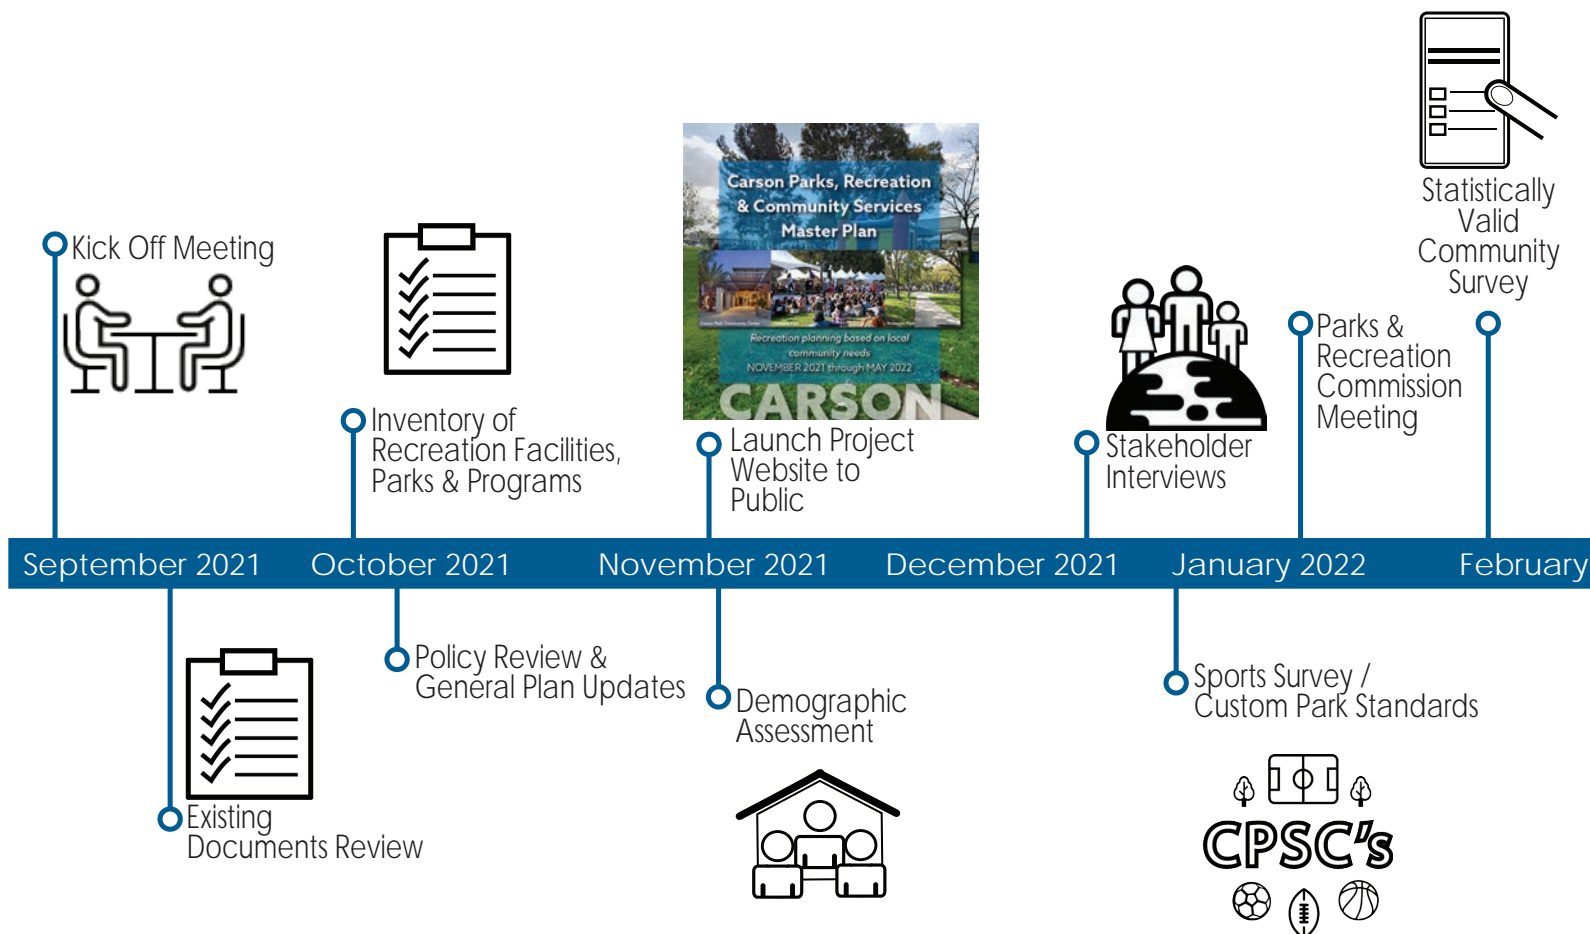 Statistically
Valid
Community
Survey
Kick Off Meeting
Carson Parks, Recreation
& Community Services
Master Plan
Recreation planning based on local
community needs
NOVEMBER 2021 through MAY 2022
CARSON
Inventory of
Recreation Facilities,
Parks & Programs
Launch Project
Website to
Public
Stakeholder
Interviews
Parks &
Recreation
Commission
Meeting
September 2021 October 2021 November 2021 December 2021 January 2022 February
Existing
Documents Review
Policy Review &
General Plan Updates
Demographic
Assessment
Sports Survey /
Custom Park Standards
CPSC's